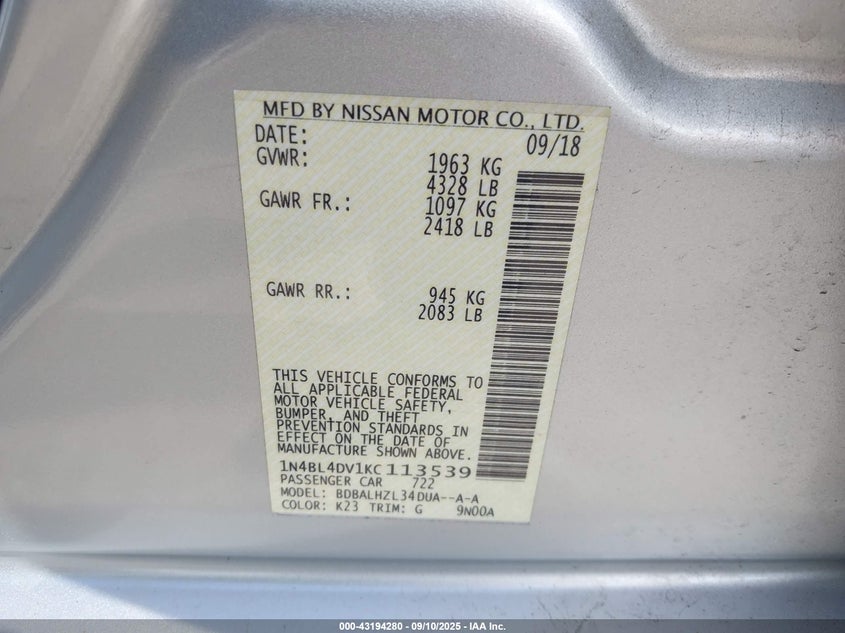 MFD BY NISSAN MOTOR CO., LTD.
DATE: 09/18
GVWR: 1963 KG
4328 LB
GAWR FR.: 1097 KG
2418 LB
GAWR RR.: 945 KG
2083 LB
THIS VEHICLE CONFORMS TO
ALL APPLICABLE FEDERAL
MOTOR VEHICLE SAFETY,
BUMPER, AND THEFT
PREVENTION STANDARDS IN
EFFECT ON THE DATE OF
MANUFACTURE SHOWN ABOVE.
1N4BL4DV1KC113539
PASSENGER CAR 722
MODEL: BDBALHZL34DUA--A-A
COLOR: K23 TRIM: G 9N00A
000-43194280 - 09/10/2025 - IAA Inc.